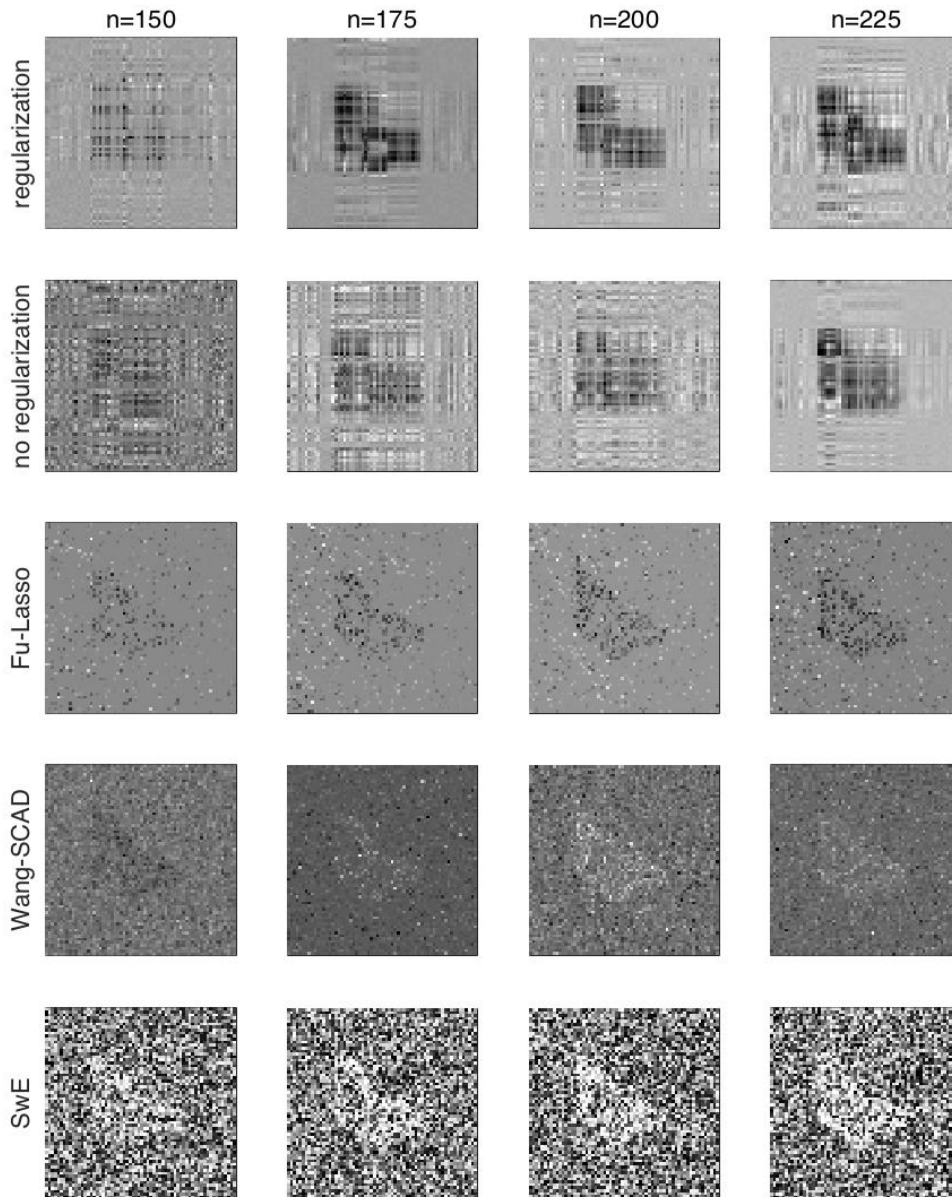 n=150 n=175 n=200 n=225
regularization
no regularization
Fu-Lasso
Wang-SCAD
SwE